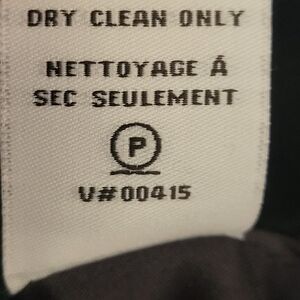 DRY CLEAN ONLY
NETTOYAGE Á
SEC SEULEMENT
P
V#00415